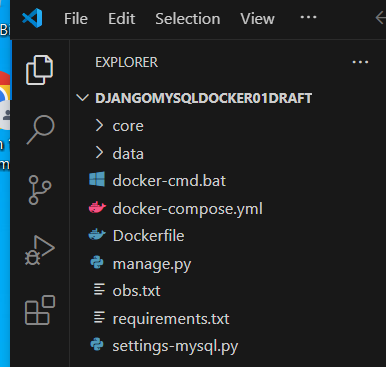 File Edit Selection View ...
EXPLORER ...
DJANGOMYSQLDOCKER01DRAFT
core
data
docker-cmd.bat
docker-compose.yml
Dockerfile
manage.py
obs.txt
requirements.txt
settings-mysql.py